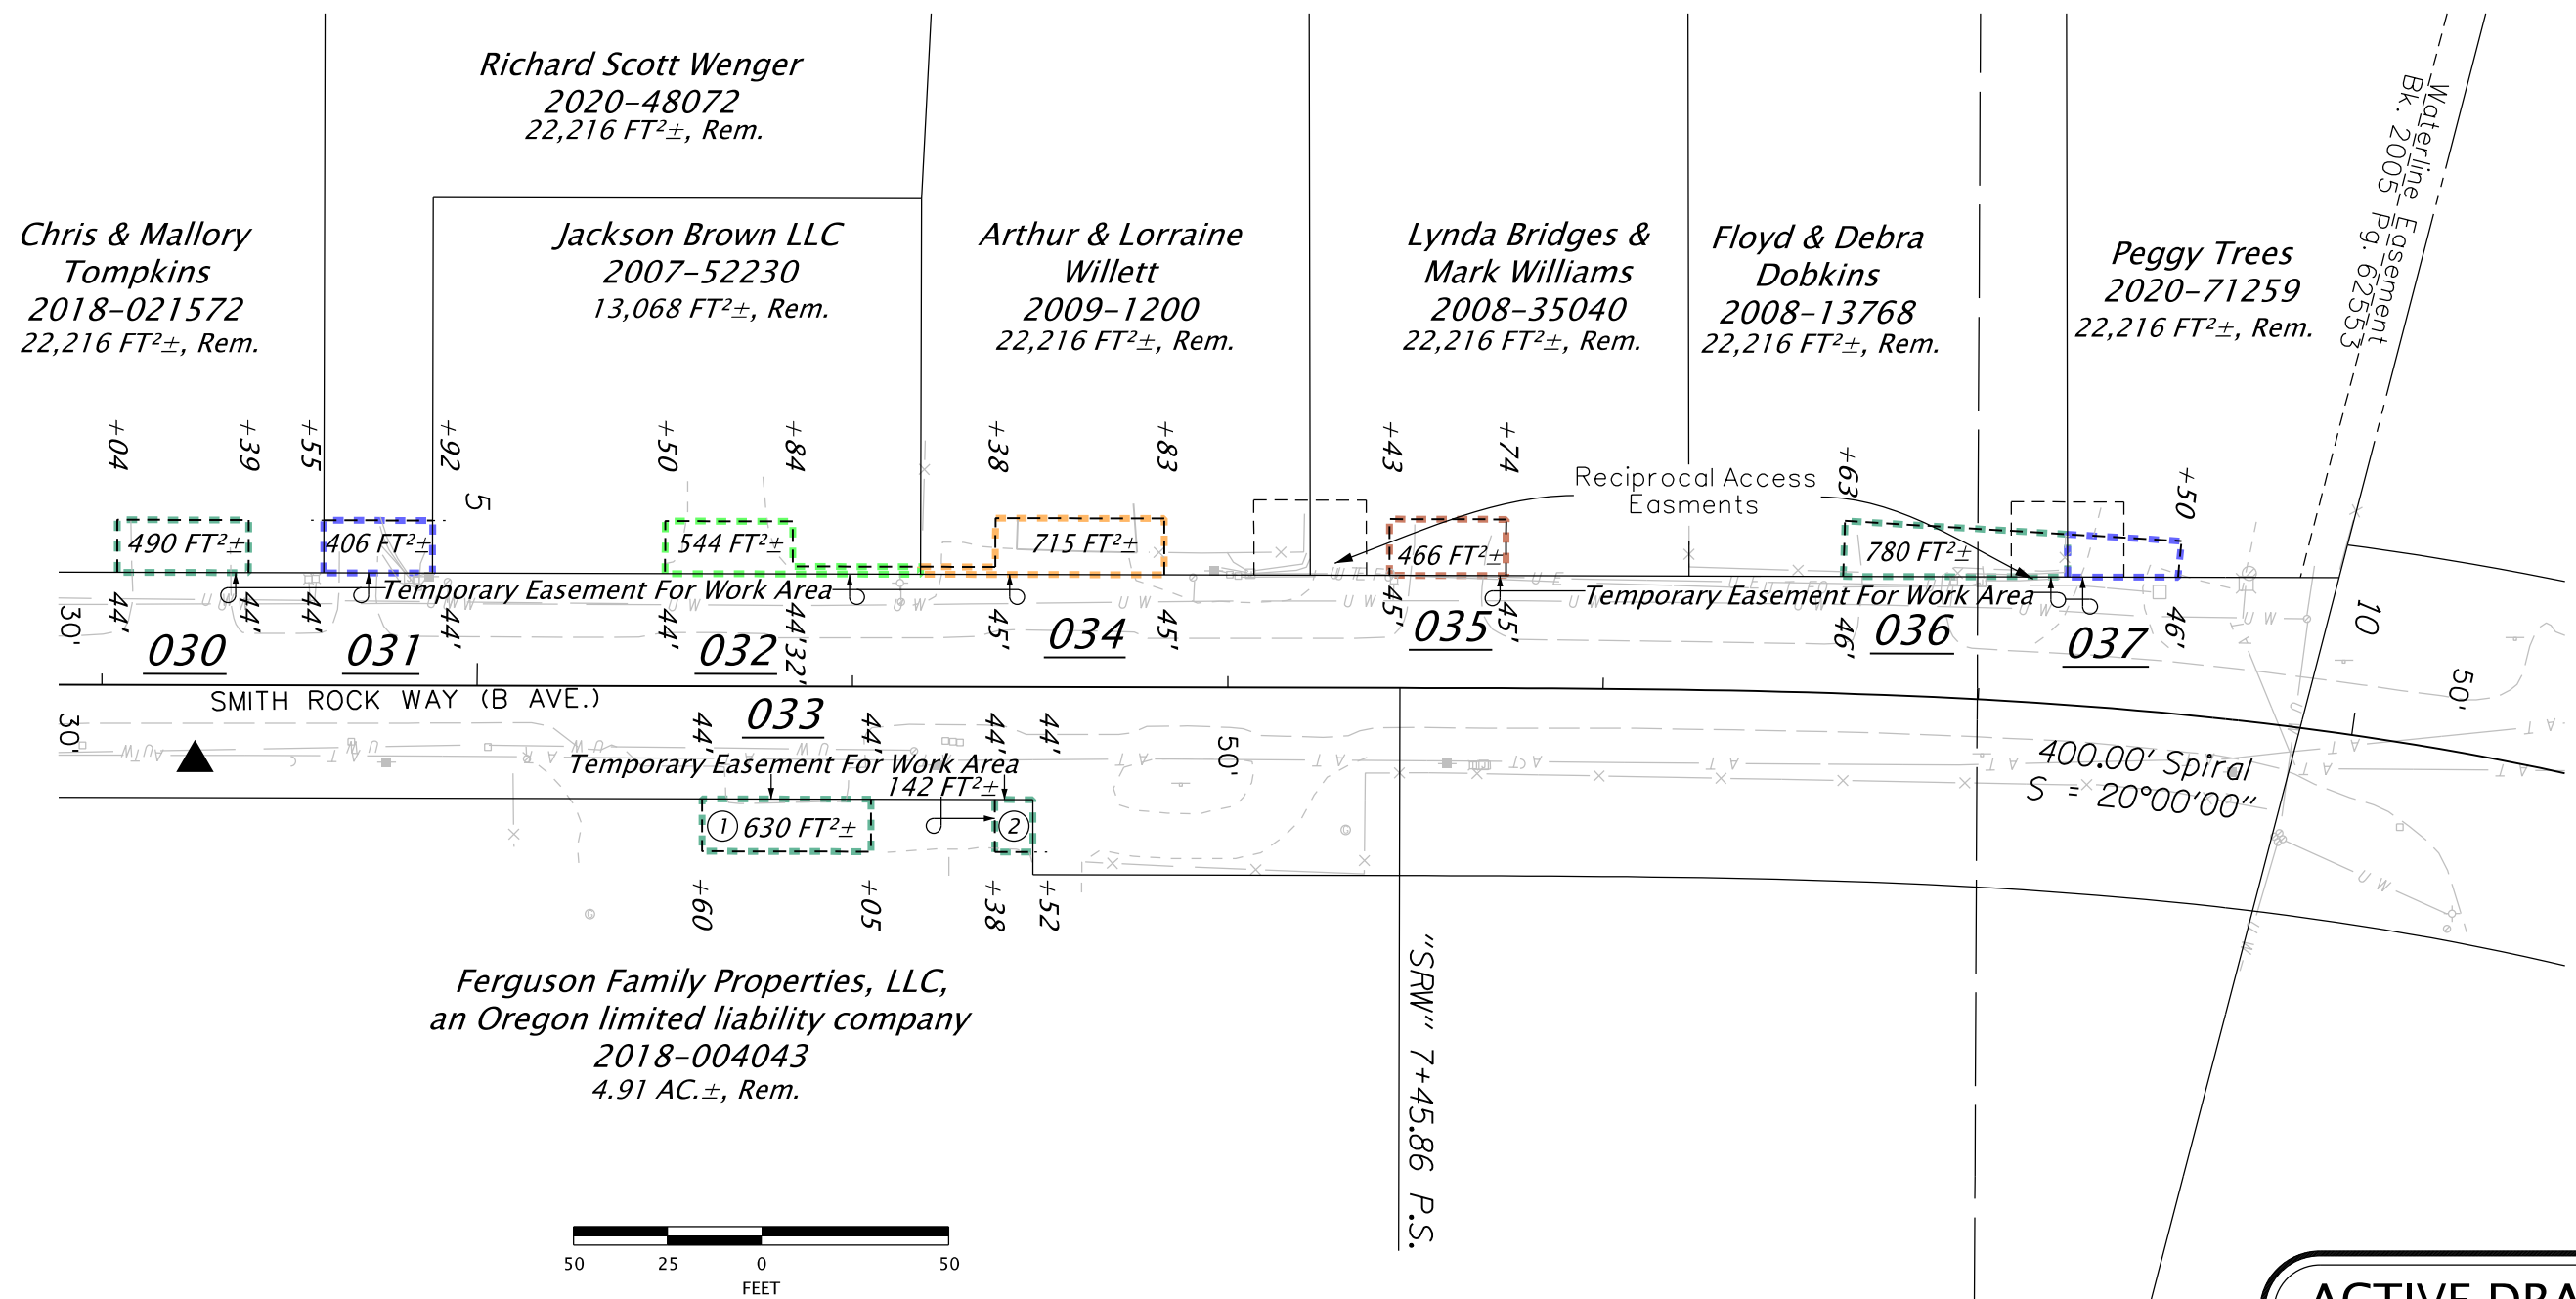 Richard Scott Wenger
2020-48072
22,216 FT²±, Rem.
Chris & Mallory
Tompkins
2018-021572
22,216 FT²±, Rem.
Jackson Brown LLC
2007-52230
13,068 FT²±, Rem.
Arthur & Lorraine
Willett
2009-1200
22,216 FT²±, Rem.
Lynda Bridges &
Mark Williams
2008-35040
22,216 FT²±, Rem.
Floyd & Debra
Dobkins
2008-13768
22,216 FT²±, Rem.
Peggy Trees
2020-71259
22,216 FT²±, Rem.
Waterline Easement
Bk. 2005 Pg. 62553
+04
+39
+55
+92
5
+50
+84
+38
+83
+43
+74
Reciprocal Access
Easments
+63
+50
490 FT²±
406 FT²±
544 FT²±
715 FT²±
466 FT²±
780 FT²±
Temporary Easement For Work Area
Temporary Easement For Work Area
30'
44'
44'
44'
44'
44'
44'
32'
45'
45'
45'
45'
46'
46'
10
50'
030
031
032
034
035
036
037
SMITH ROCK WAY (B AVE.)
30'
033
44'
44'
44'
44'
50'
Temporary Easement For Work Area
142 FT²±
1
630 FT²±
2
400.00' Spiral
S = 20°00'00"
+60
+05
+38
+52
"SRW" 7+45.86 P.S.
Ferguson Family Properties, LLC,
an Oregon limited liability company
2018-004043
4.91 AC.±, Rem.
50 25 0 50
FEET